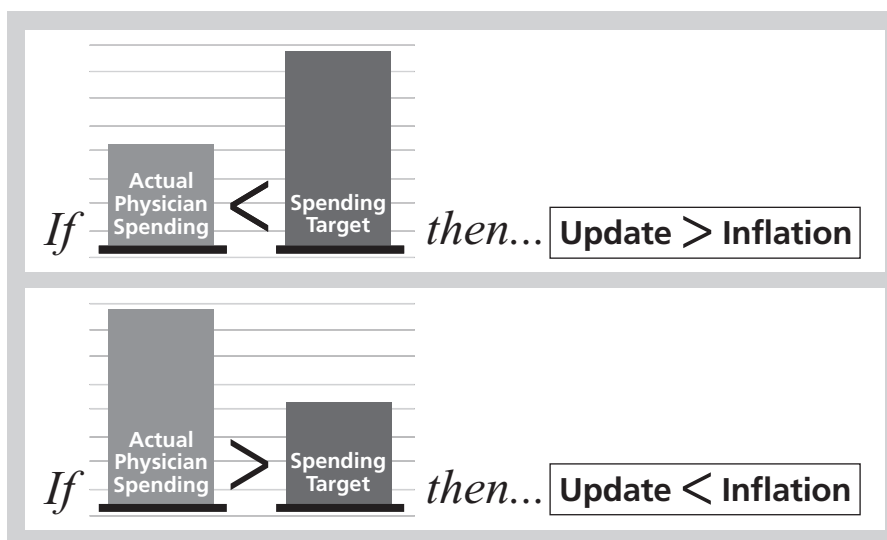 If
Actual
Physician
Spending
<
Spending
Target
then...
Update > Inflation
If
Actual
Physician
Spending
>
Spending
Target
then...
Update < Inflation